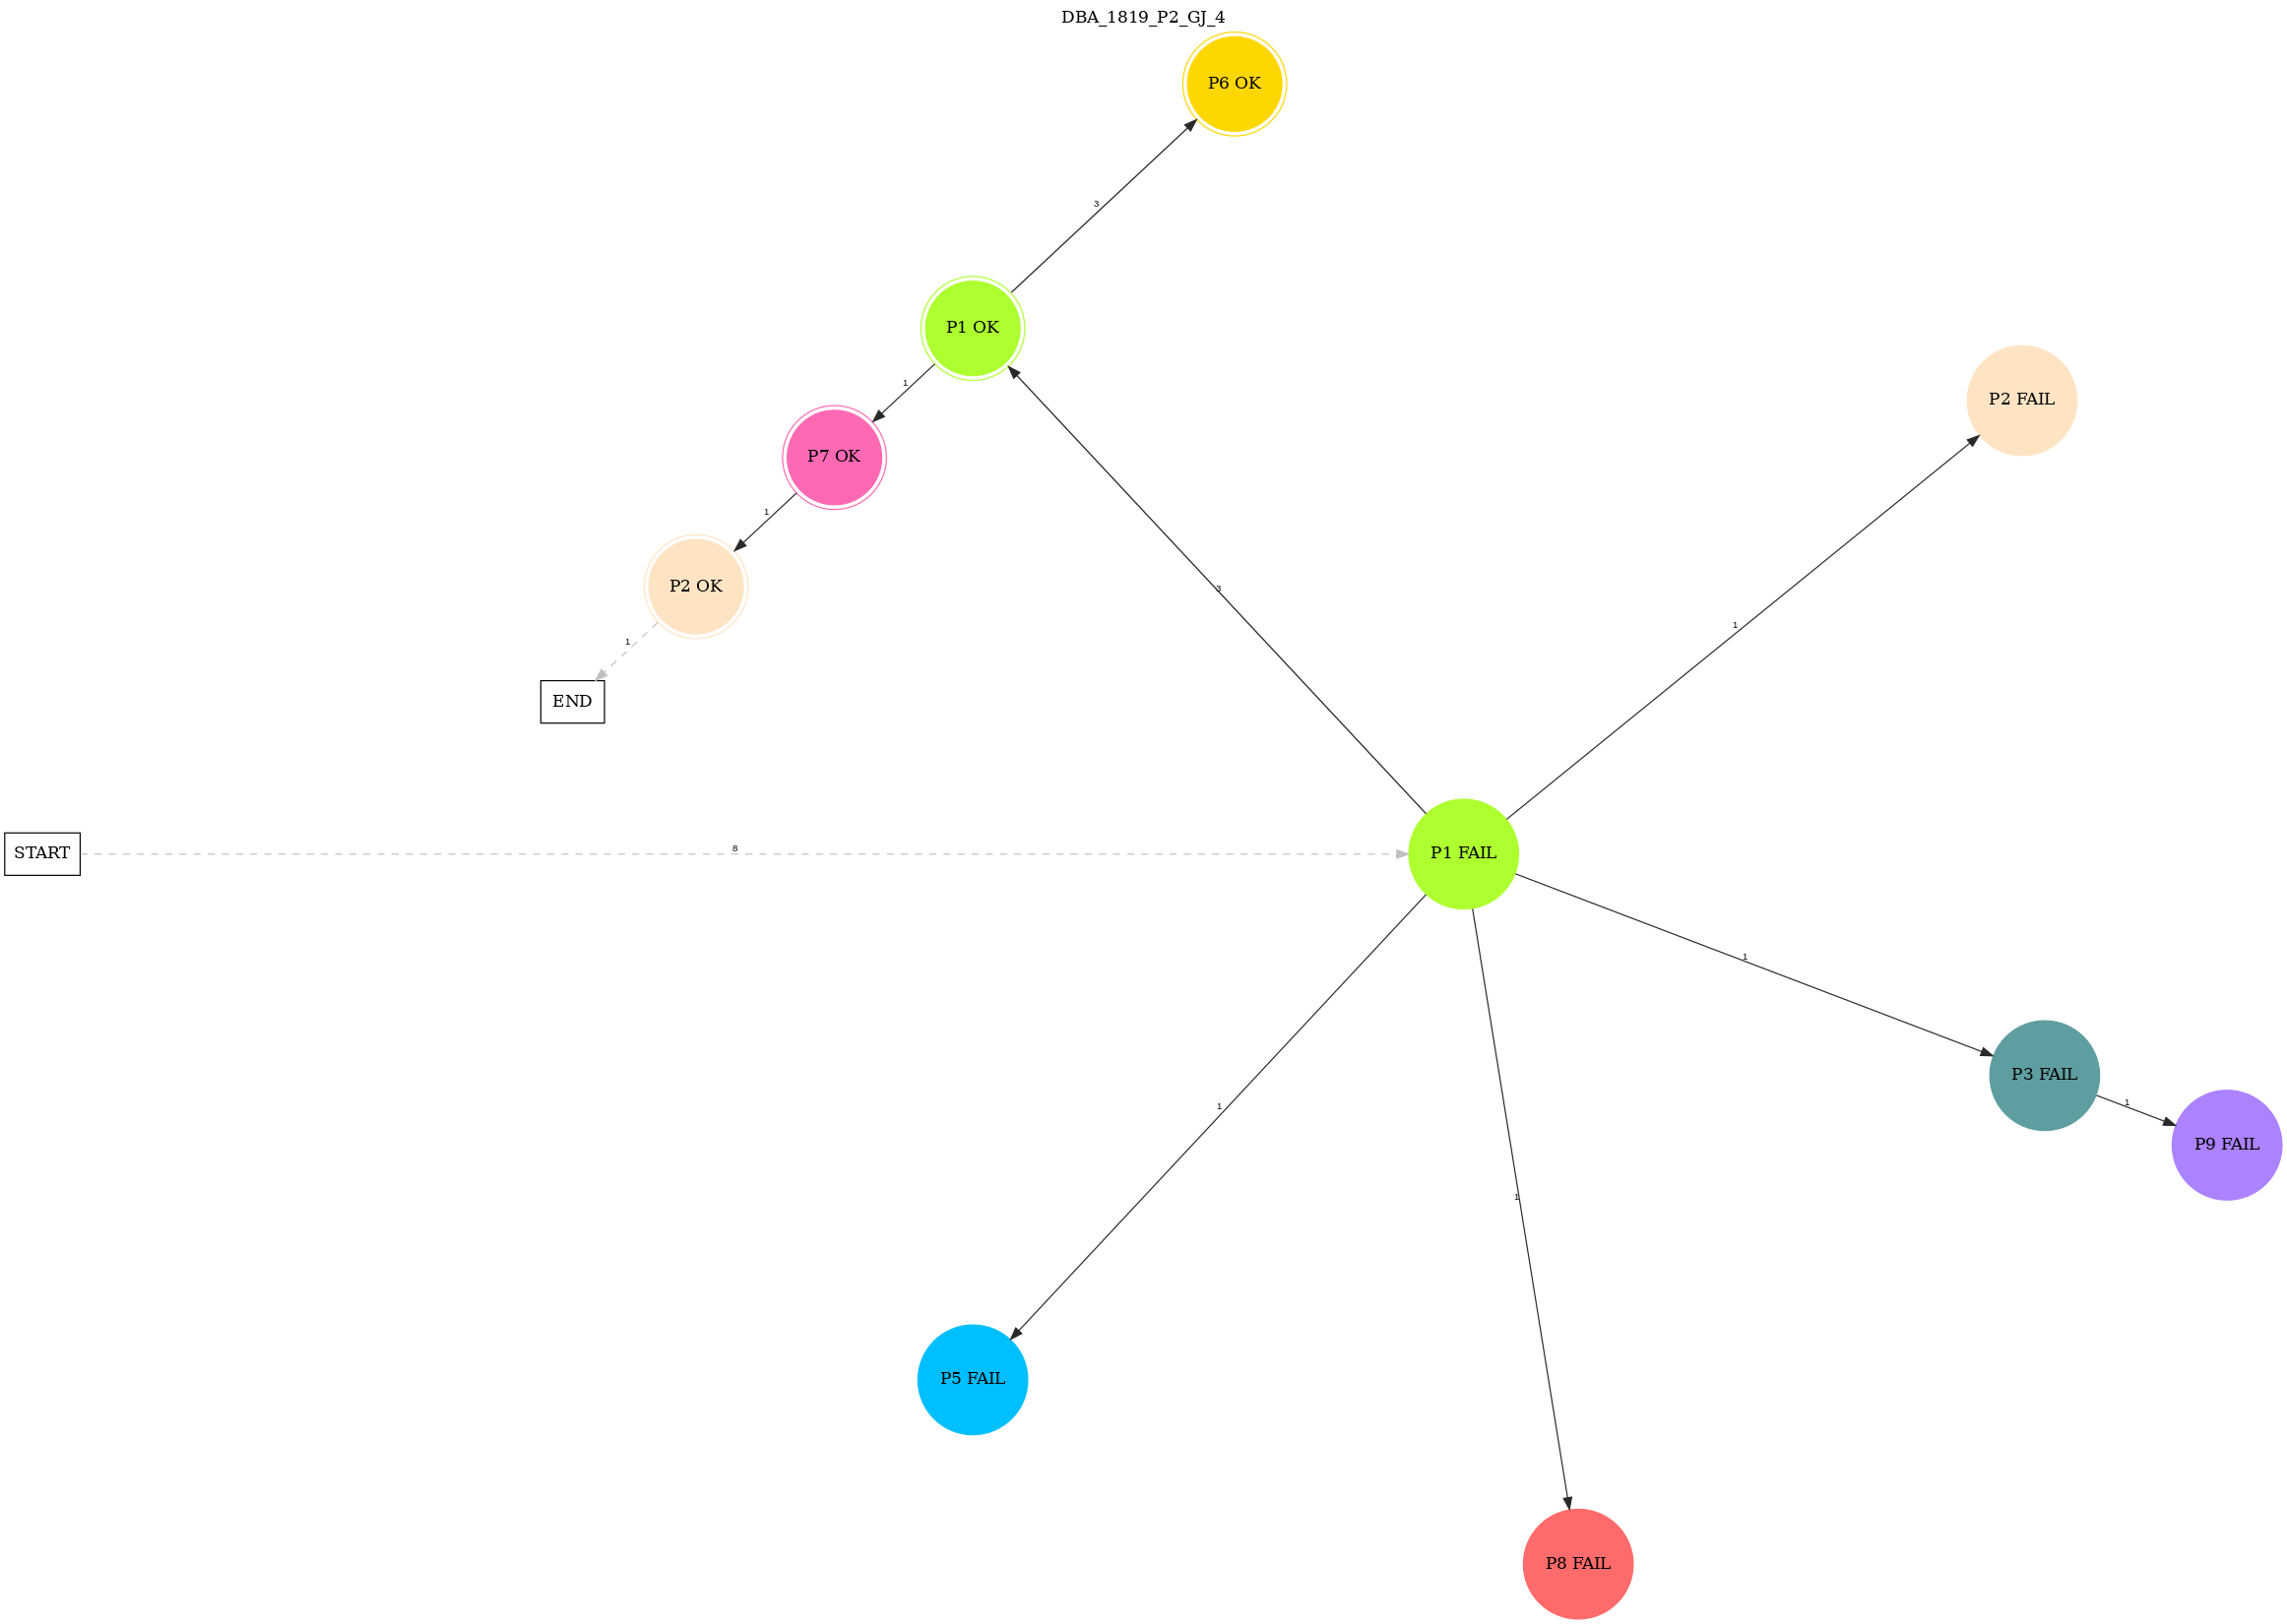 DBA_1819_P2_GJ_4
P6 OK
3
P1 OK
1
P2 FAIL
P7 OK
1
P2 OK
3
1
1
END
8
START
P1 FAIL
1
P3 FAIL
1
1
P9 FAIL
1
P5 FAIL
P8 FAIL